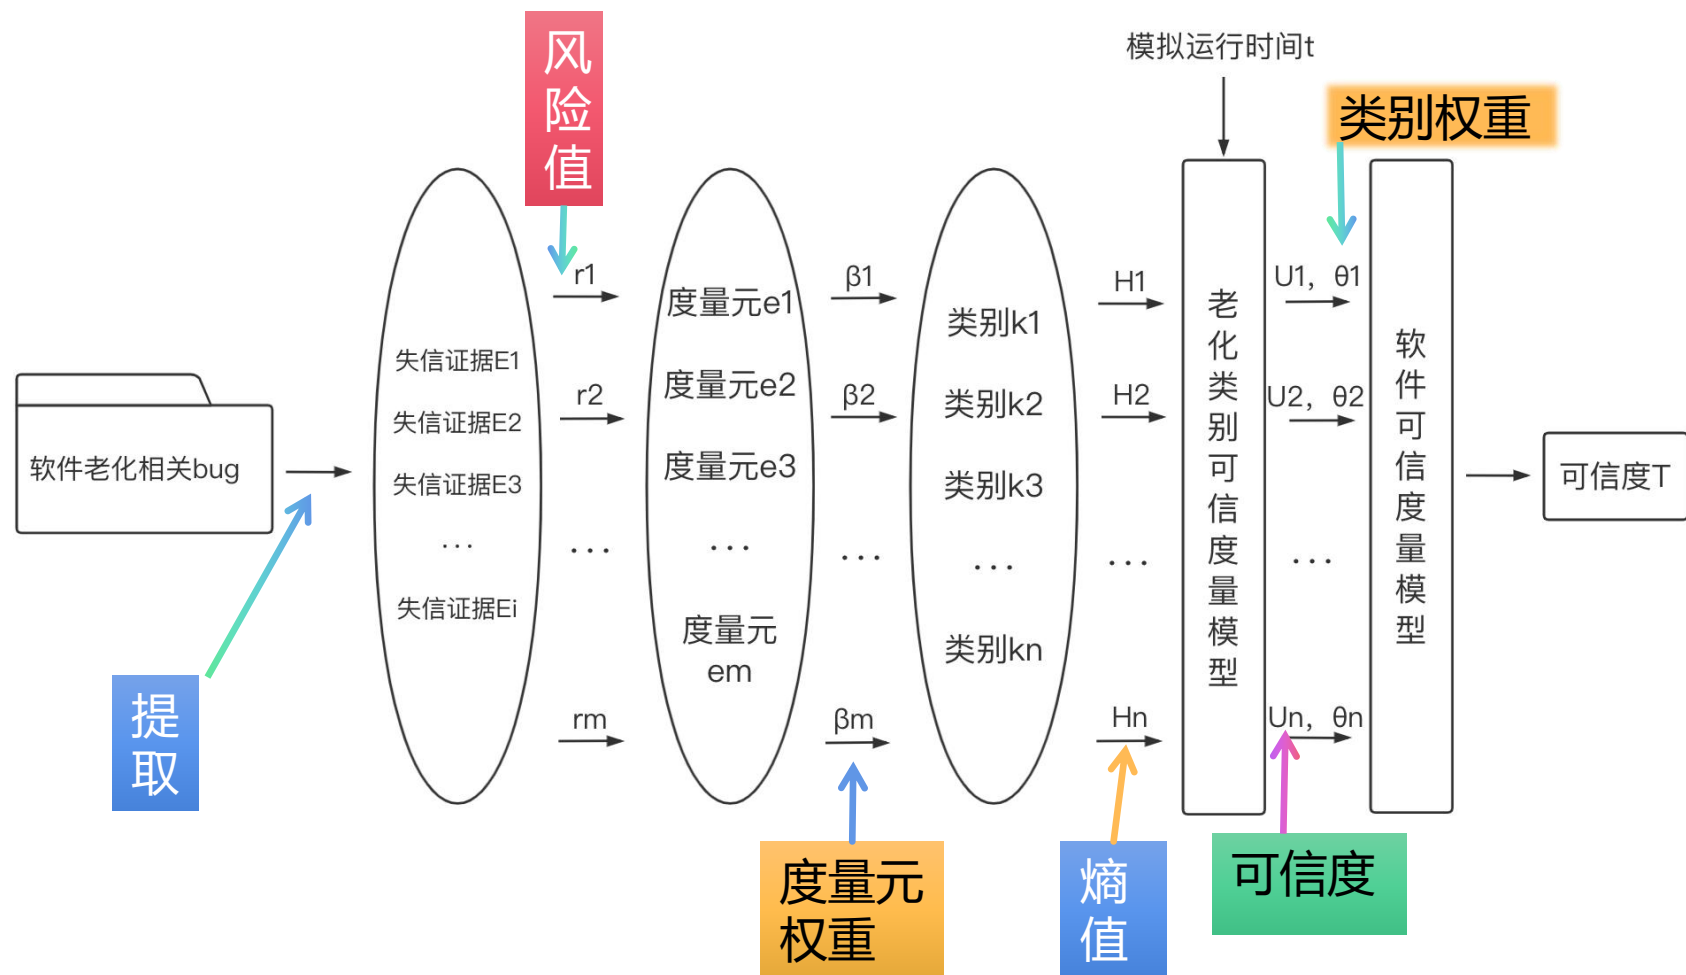 风
险
值
模拟运行时间t
类别权重
软件老化相关bug
提
取
失信证据E1
失信证据E2
失信证据E3
...
失信证据Ei
r1
r2
...
rm
度量元e1
度量元e2
度量元e3
...
度量元
em
β1
β2
...
βm
度量元
权重
类别k1
类别k2
类别k3
...
类别kn
H1
H2
...
Hn
熵
值
老
化
类
别
可
信
度
量
模
型
U1, θ1
U2, θ2
...
Un, θn
可信度
软
件
可
信
度
量
模
型
可信度T